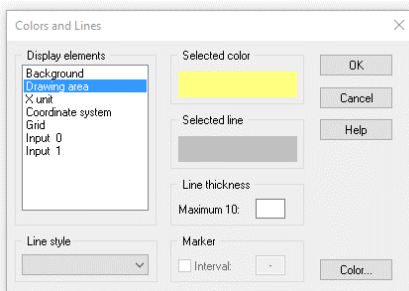 Colors and Lines
Display elements
Background
Drawing area
X unit
Coordinate system
Grid
Input 0
Input 1
Selected color
Selected line
Line thickness
Maximum 10:
Line style
Marker
Interval:
-
OK
Cancel
Help
Color...